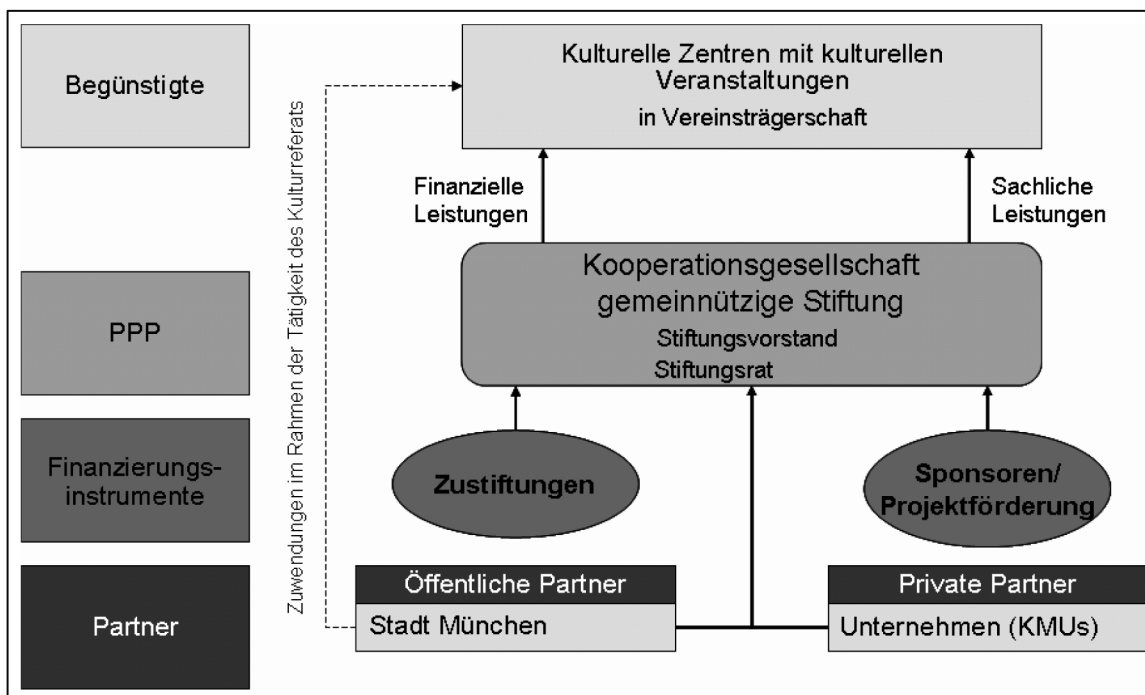 Begünstigte
Kulturelle Zentren mit kulturellen
Veranstaltungen
in Vereinsträgerschaft
Zuwendungen im Rahmen der Tätigkeit des Kulturreferats
Finanzielle
Leistungen
Sachliche
Leistungen
PPP
Kooperationsgesellschaft
gemeinnützige Stiftung
Stiftungsvorstand
Stiftungsrat
Finanzierungs-
instrumente
Zustiftungen
Sponsoren/
Projektförderung
Partner
Öffentliche Partner
Stadt München
Private Partner
Unternehmen (KMUs)